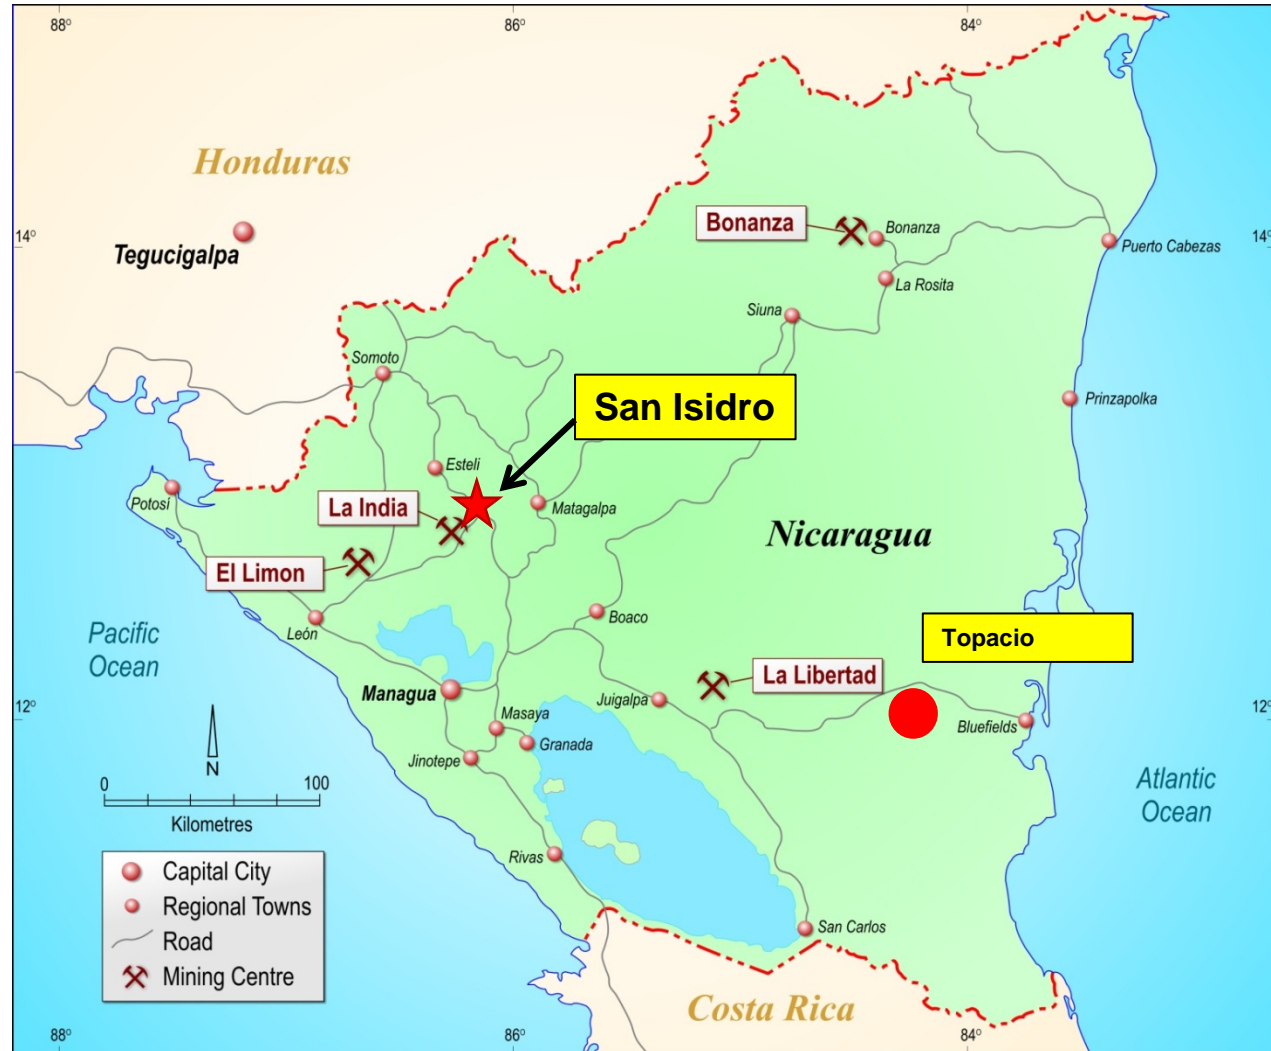 88°
86°
84°
Honduras
Tegucigalpa
14°
14°
Bonanza
Bonanza
Puerto Cabezas
La Rosita
Siuna
Somoto
San Isidro
Prinzapolka
Esteli
Potosí
La India
Matagalpa
Nicaragua
El Limon
León
Boaco
Topacio
Pacific
Ocean
La Libertad
Managua
Juigalpa
12°
12°
Masaya
Bluefields
Granada
Jinotepe
N
0
100
Kilometres
Atlantic
Ocean
Rivas
Capital City
Regional Towns
Road
Mining Centre
San Carlos
Costa Rica
88°
86°
84°